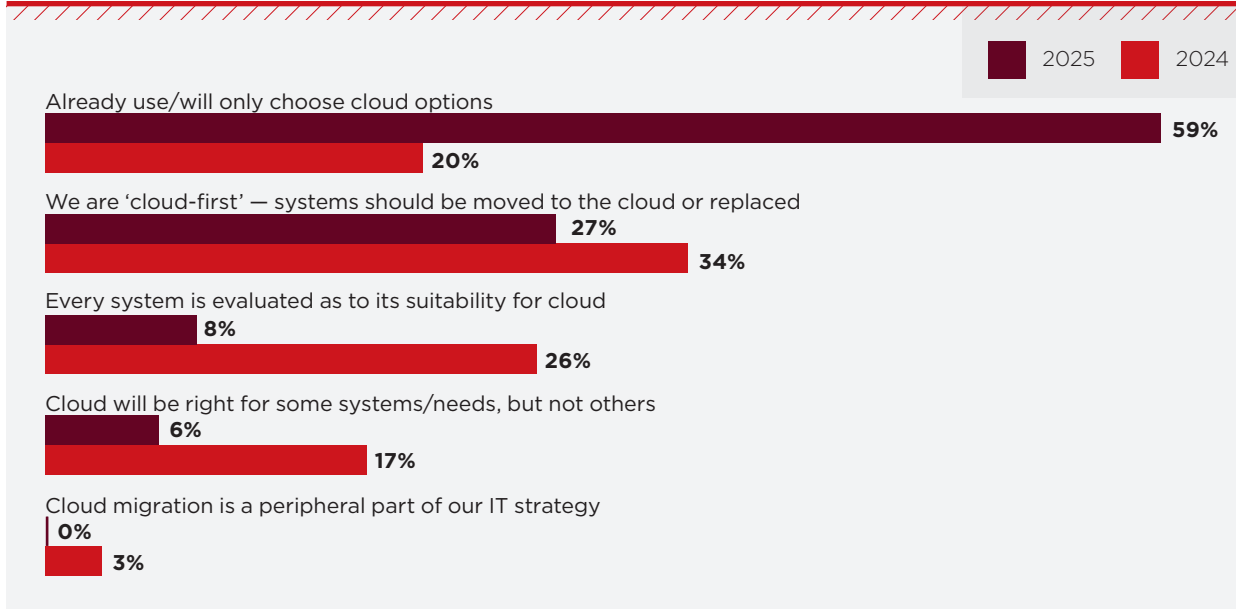 2025 2024
Already use/will only choose cloud options
59%
20%
We are ‘cloud-first’ — systems should be moved to the cloud or replaced
27%
34%
Every system is evaluated as to its suitability for cloud
8%
26%
Cloud will be right for some systems/needs, but not others
6%
17%
Cloud migration is a peripheral part of our IT strategy
0%
3%